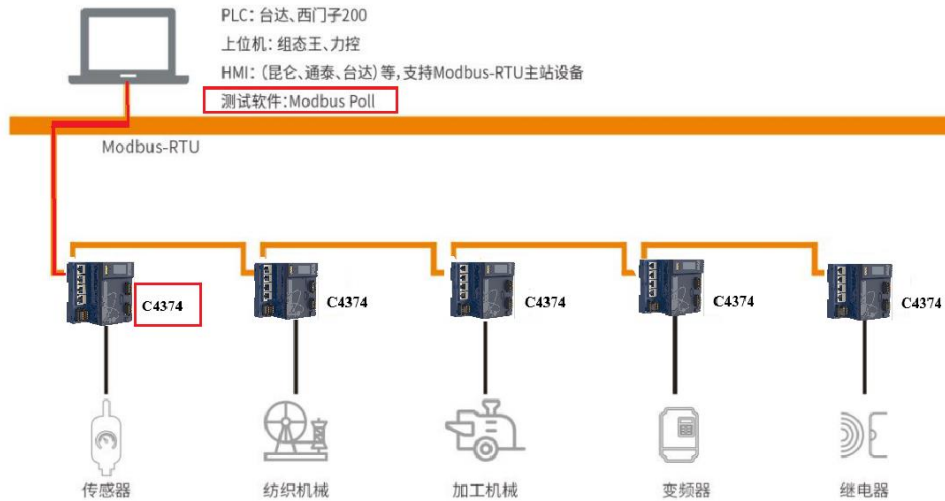 PLC：台达、西门子200
上位机：组态王、力控
HMI：（昆仑、通泰、台达）等，支持Modbus-RTU主站设备
测试软件：Modbus Poll
Modbus-RTU
C4374
C4374
C4374
C4374
C4374
传感器
纺织机械
加工机械
变频器
继电器